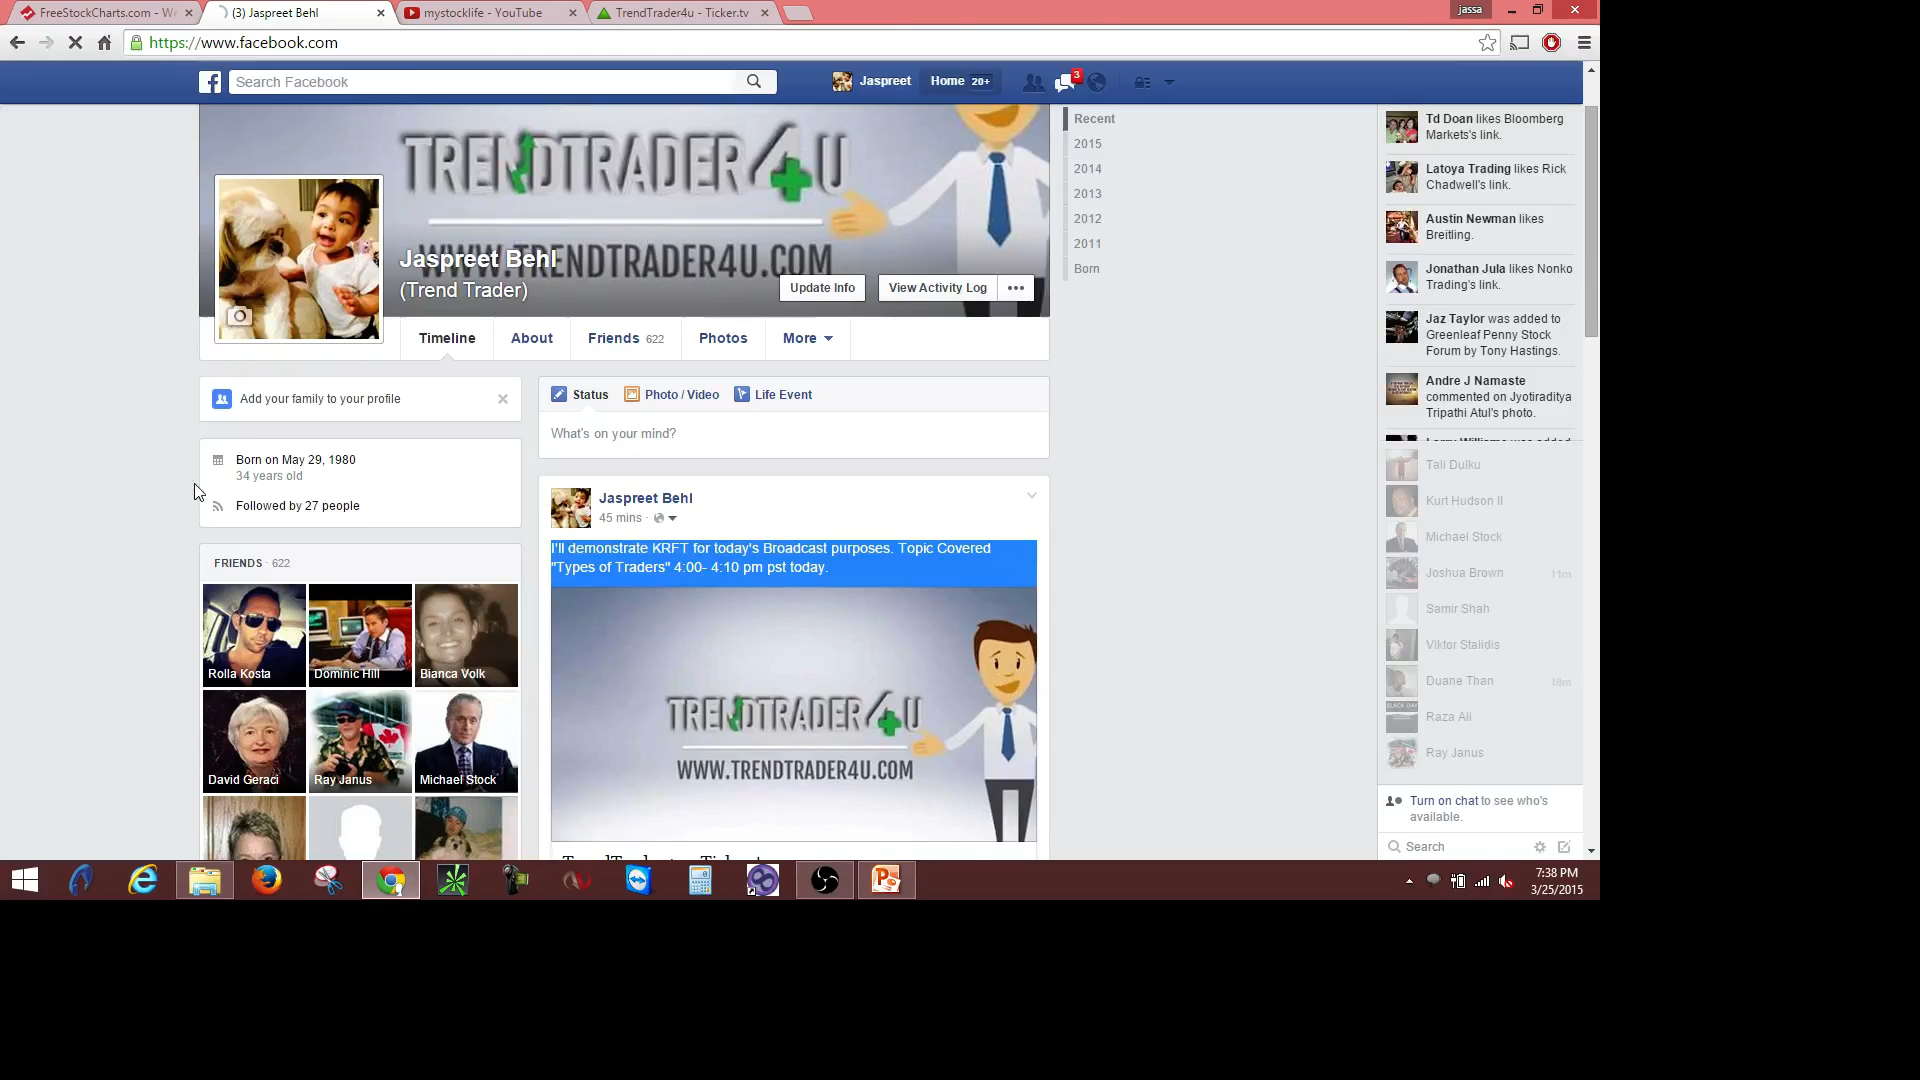 FreeStockCharts.com - We
(3) Jaspreet Behl
mystocklife - YouTube
TrendTrader4u - Ticker.tv
jassa
https://www.facebook.com
Search Facebook
Jaspreet
Home 20+
3
TRENDTRADER4U
WWW.TRENDTRADER4U.COM
Jaspreet Behl
(Trend Trader)
Update Info
View Activity Log
Timeline
About
Friends 622
Photos
More
Recent
2015
2014
2013
2012
2011
Born
Add your family to your profile
Born on May 29, 1980
34 years old
Followed by 27 people
FRIENDS · 622
Rolla Kosta
Dominic Hill
Bianca Volk
David Geraci
Ray Janus
Michael Stock
Status
Photo / Video
Life Event
What's on your mind?
Jaspreet Behl
45 mins ·
I'll demonstrate KRFT for today's Broadcast purposes. Topic Covered
"Types of Traders" 4:00- 4:10 pm pst today.
TRENDTRADER4U
WWW.TRENDTRADER4U.COM
Td Doan likes Bloomberg
Markets's link.
Latoya Trading likes Rick
Chadwell's link.
Austin Newman likes
Breitling.
Jonathan Jula likes Nonko
Trading's link.
Jaz Taylor was added to
Greenleaf Penny Stock
Forum by Tony Hastings.
Andre J Namaste
commented on Jyotiraditya
Tripathi Atul's photo.
Tali Dulku
Kurt Hudson II
Michael Stock
Joshua Brown 11m
Samir Shah
Viktor Stalidis
Duane Than 16m
Raza Ali
Ray Janus
Turn on chat to see who's
available.
Search
7:38 PM
3/25/2015